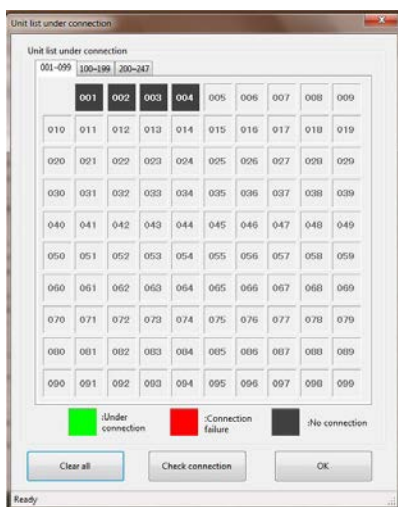 Unit list under connection
Unit list under connection
001-099 100-199 200-247
001 002 003 004 005 006 007 008 009
010 011 012 013 014 015 016 017 018 019
020 021 022 023 024 025 026 027 028 029
030 031 032 033 034 035 036 037 038 039
040 041 042 043 044 045 046 047 048 049
050 051 052 053 054 055 056 057 058 059
060 061 062 063 064 065 066 067 068 069
070 071 072 073 074 075 076 077 078 079
080 081 082 083 084 085 086 087 088 089
090 091 092 093 094 095 096 097 098 099
:Under
connection
:Connection
failure
:No connection
Clear all Check connection OK
Ready